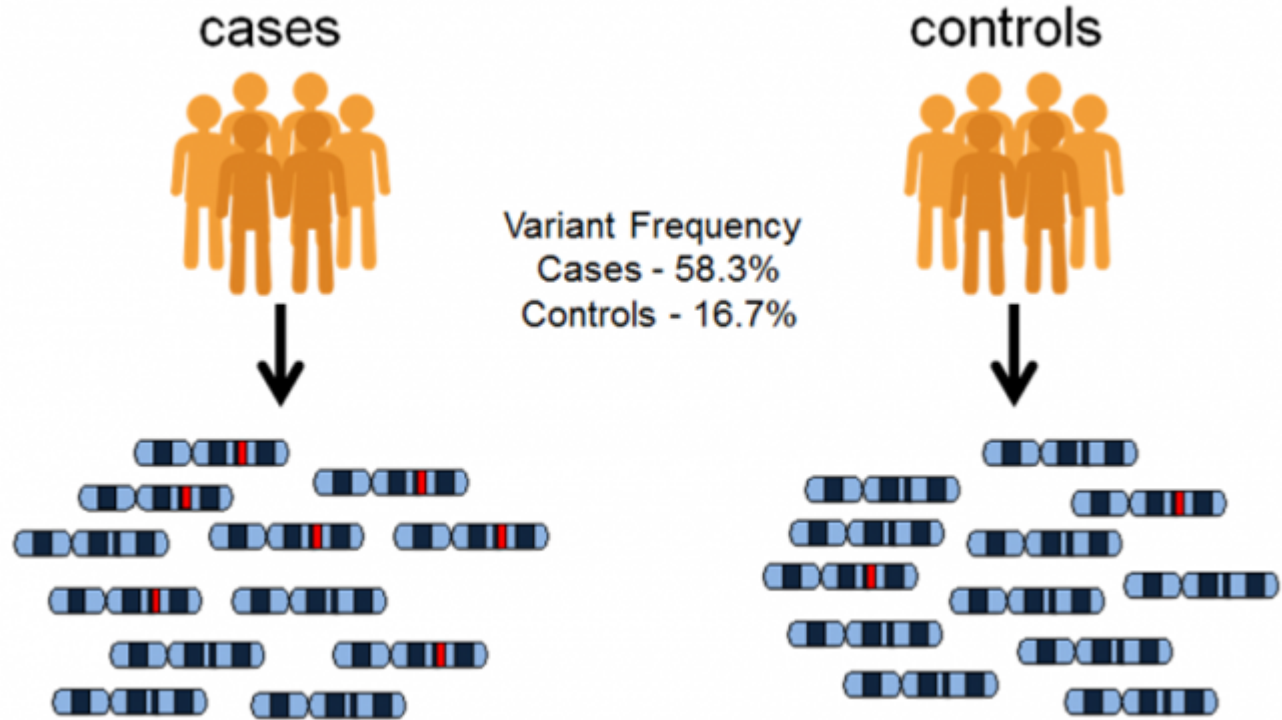 cases
controls
Variant Frequency
Cases - 58.3%
Controls - 16.7%